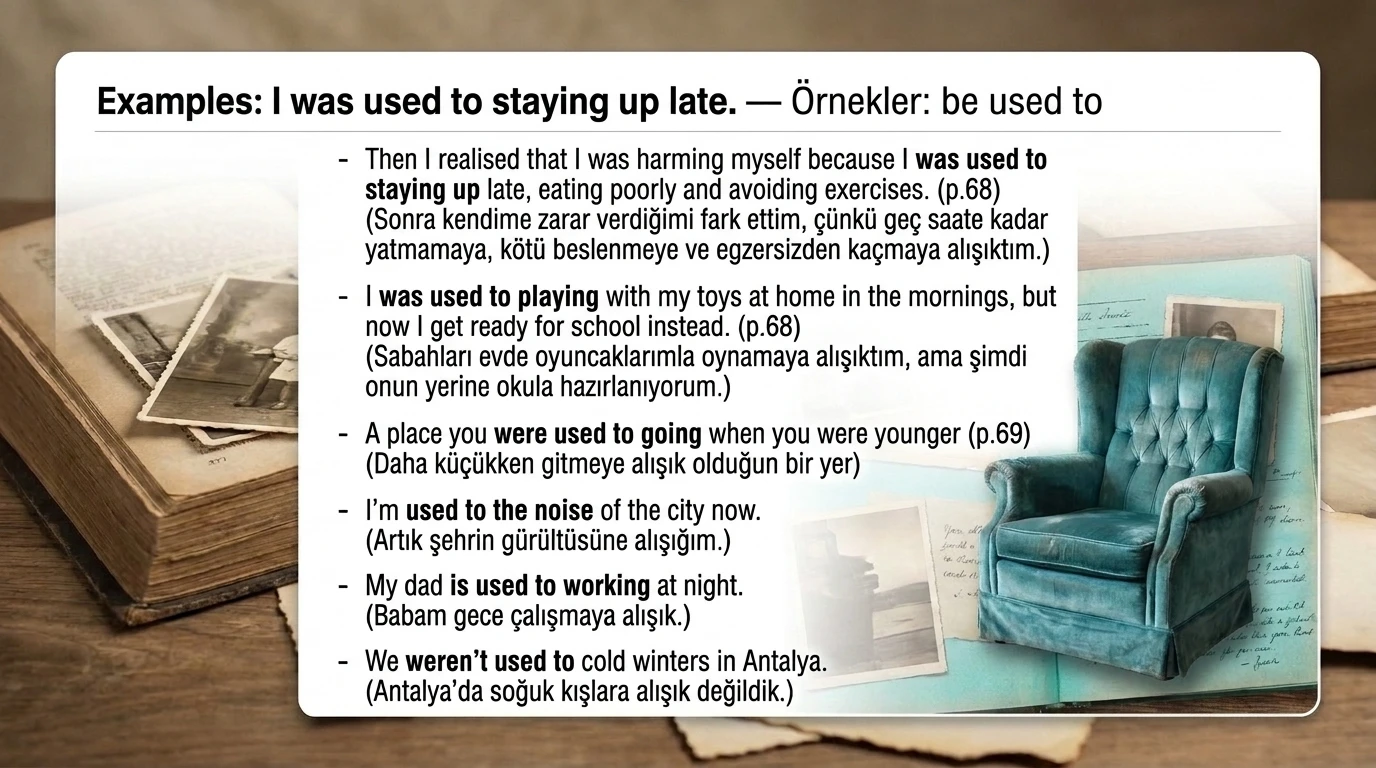 Examples: I was used to staying up late. — Örnekler: be used to
- Then I realised that I was harming myself because I was used to
staying up late, eating poorly and avoiding exercises. (p.68)
(Sonra kendime zarar verdiğimi fark ettim, çünkü geç saate kadar
yatmamaya, kötü beslenmeye ve egzersizden kaçmaya alışıktım.)
- I was used to playing with my toys at home in the mornings, but
now I get ready for school instead. (p.68)
(Sabahları evde oyuncaklarımla oynamaya alışıktım, ama şimdi
onun yerine okula hazırlanıyorum.)
- A place you were used to going when you were younger (p.69)
(Daha küçükken gitmeye alışık olduğun bir yer)
- I’m used to the noise of the city now.
(Artık şehrin gürültüsüne alışığım.)
- My dad is used to working at night.
(Babam gece çalışmaya alışık.)
- We weren’t used to cold winters in Antalya.
(Antalya’da soğuk kışlara alışık değildik.)